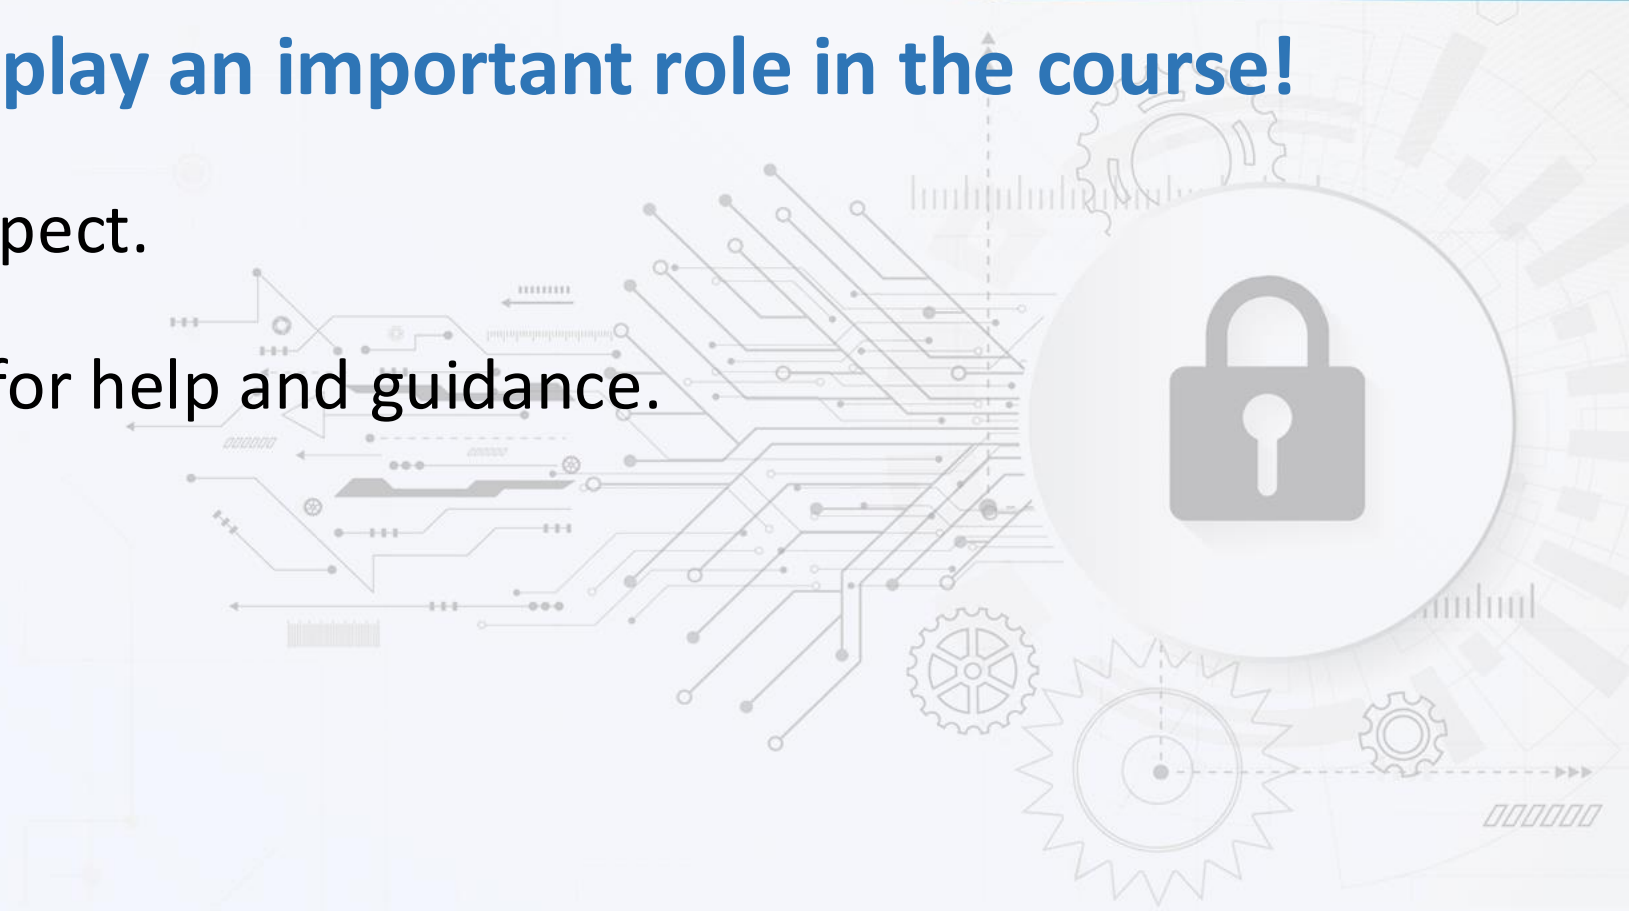 play an important role in the course!
pect.
for help and guidance.